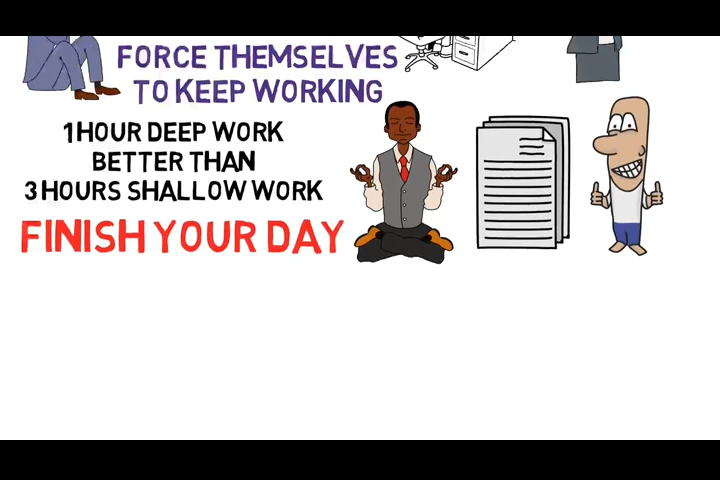 FORCE THEMSELVES
TO KEEP WORKING
1 HOUR DEEP WORK
BETTER THAN
3 HOURS SHALLOW WORK
FINISH YOUR DAY